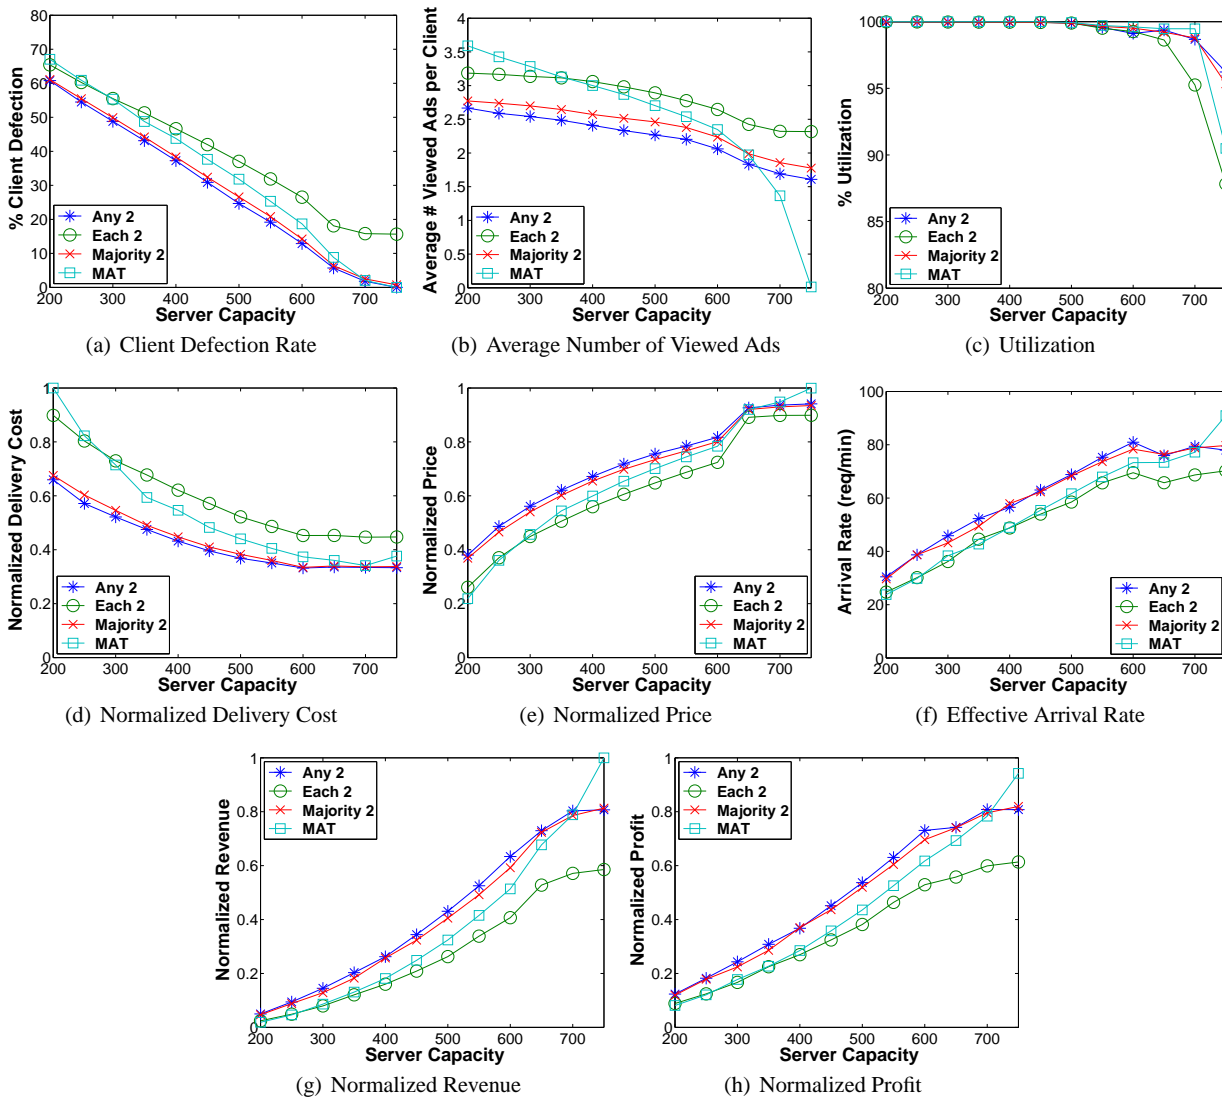 80
70
60
50
40
30
20
10
0
% Client Defection
Any 2
Each 2
Majority 2
MAT
200 300 400 500 600 700
Server Capacity
(a) Client Defection Rate
4
3.5
3
2.5
2
1.5
1
0.5
0
Average # Viewed Ads per Client
Any 2
Each 2
Majority 2
MAT
200 300 400 500 600 700
Server Capacity
(b) Average Number of Viewed Ads
100
95
90
85
80
% Utilization
Any 2
Each 2
Majority 2
MAT
200 300 400 500 600 700
Server Capacity
(c) Utilization
1
0.8
0.6
0.4
0.2
0
Normalized Delivery Cost
Any 2
Each 2
Majority 2
MAT
200 300 400 500 600 700
Server Capacity
(d) Normalized Delivery Cost
1
0.8
0.6
0.4
0.2
0
Normalized Price
Any 2
Each 2
Majority 2
MAT
200 300 400 500 600 700
Server Capacity
(e) Normalized Price
100
80
60
40
20
0
Arrival Rate (req/min)
Any 2
Each 2
Majority 2
MAT
200 300 400 500 600 700
Server Capacity
(f) Effective Arrival Rate
1
0.8
0.6
0.4
0.2
0
Normalized Revenue
Any 2
Each 2
Majority 2
MAT
200 300 400 500 600 700
Server Capacity
(g) Normalized Revenue
1
0.8
0.6
0.4
0.2
0
Normalized Profit
Any 2
Each 2
Majority 2
MAT
200 300 400 500 600 700
Server Capacity
(h) Normalized Profit